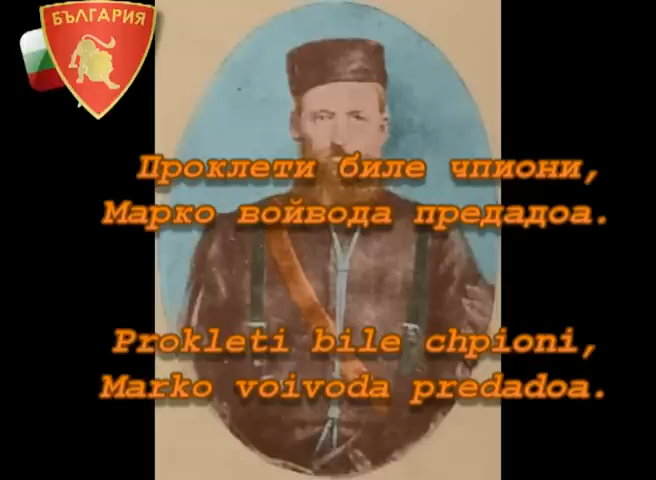 БЪЛГАРИЯ
Проклети биле чпиони,
Марко войвода предадоа.
Prokleti bile chpioni,
Marko voivoda predadoa.